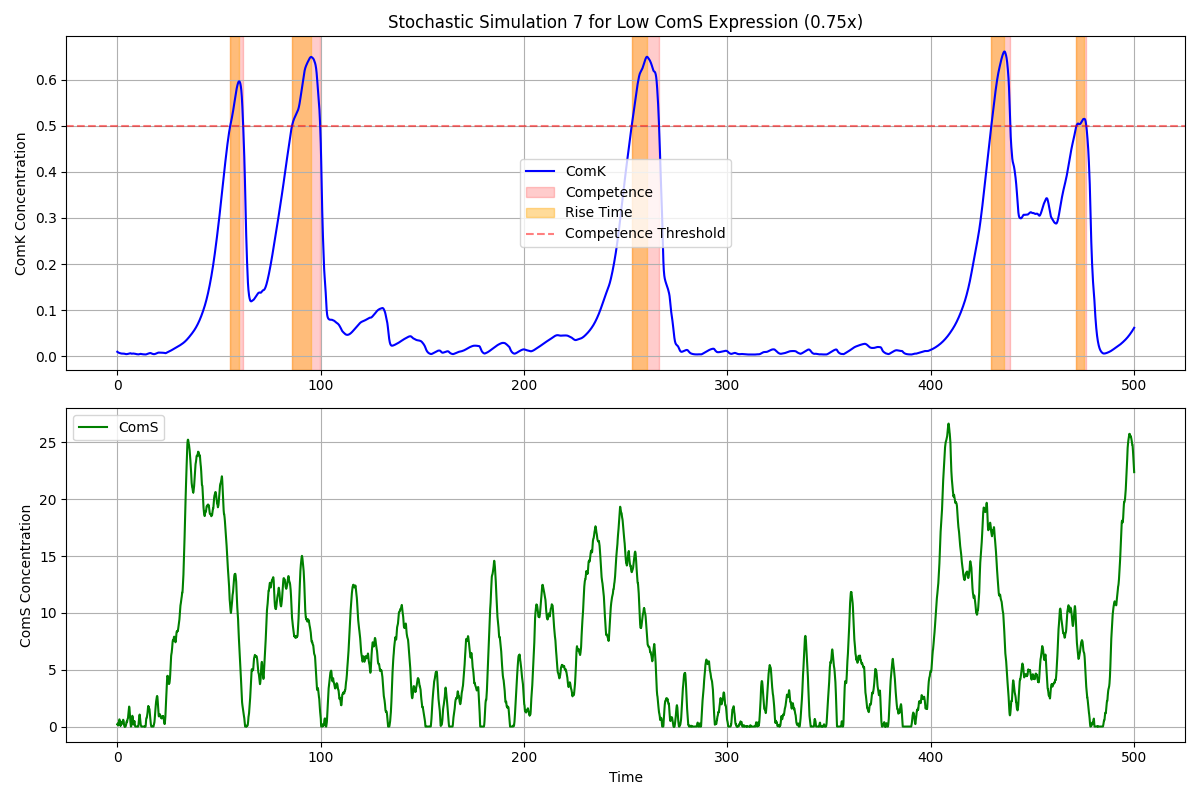 Stochastic Simulation 7 for Low ComS Expression (0.75x)
ComK Concentration
0.6
0.5
0.4
0.3
0.2
0.1
0.0
ComK
Competence
Rise Time
Competence Threshold
0 100 200 300 400 500
ComS
ComS Concentration
25
20
15
10
5
0
0 100 200 300 400 500
Time